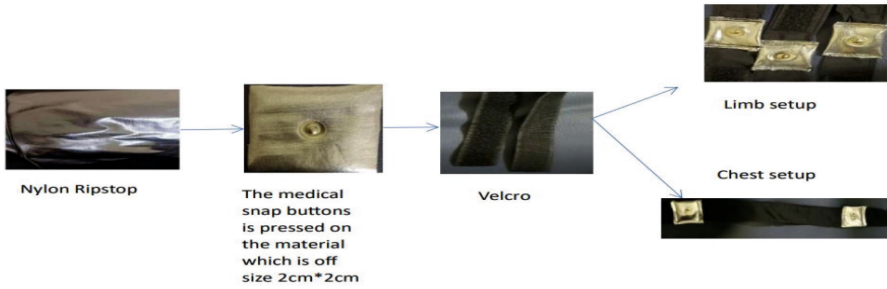 Nylon Ripstop
The medical
snap buttons
is pressed on
the material
which is off
size 2cm*2cm
Velcro
Limb setup
Chest setup